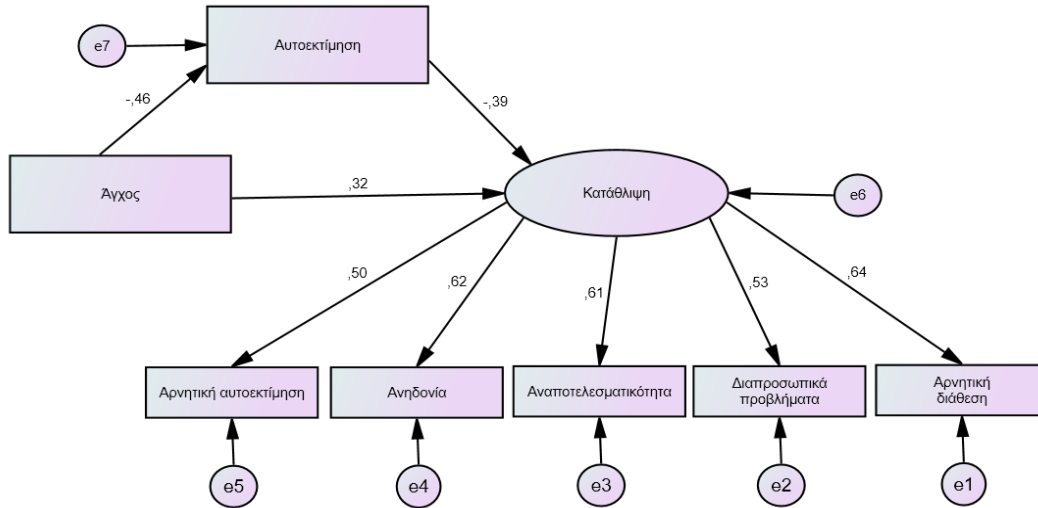 e7
Αυτοεκτίμηση
-,46
-,39
Άγχος
,32
Κατάθλιψη
e6
,50
,62
,61
,53
,64
Αρνητική αυτοεκτίμηση
Ανηδονία
Αναποτελεσματικότητα
Διαπροσωπικά
προβλήματα
Αρνητική
διάθεση
e5
e4
e3
e2
e1